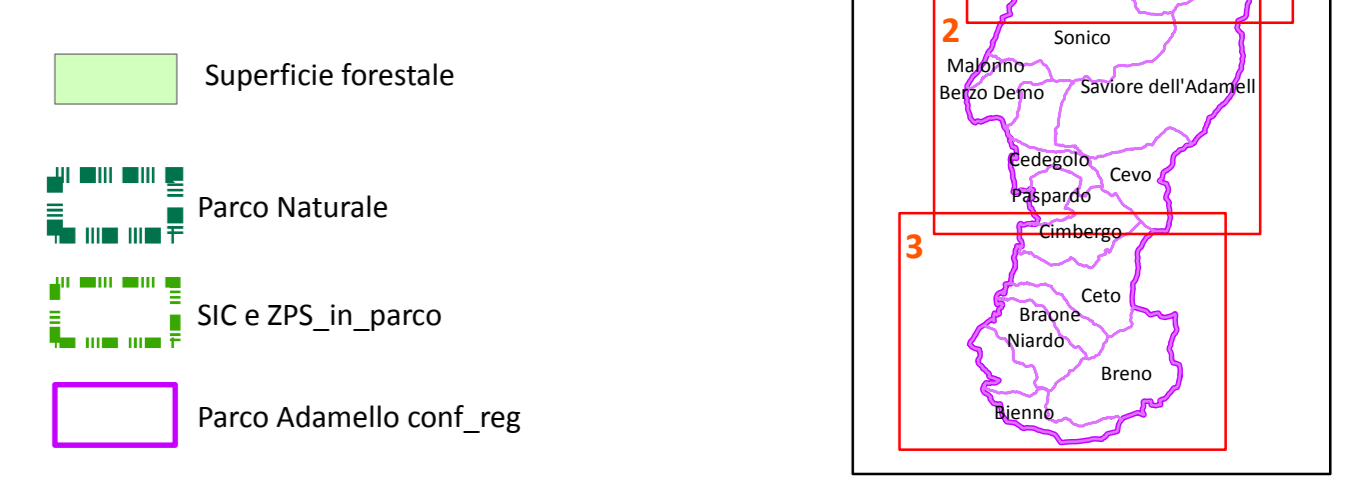 Superficie forestale
Parco Naturale
SIC e ZPS_in_parco
Parco Adamello conf_reg
2
Sonico
Malonno
Berzo Demo
Saviore dell'Adamell
Cedegolo
Cevo
Paspardo
Cimbergo
3
Ceto
Braone
Niardo
Breno
Bienno